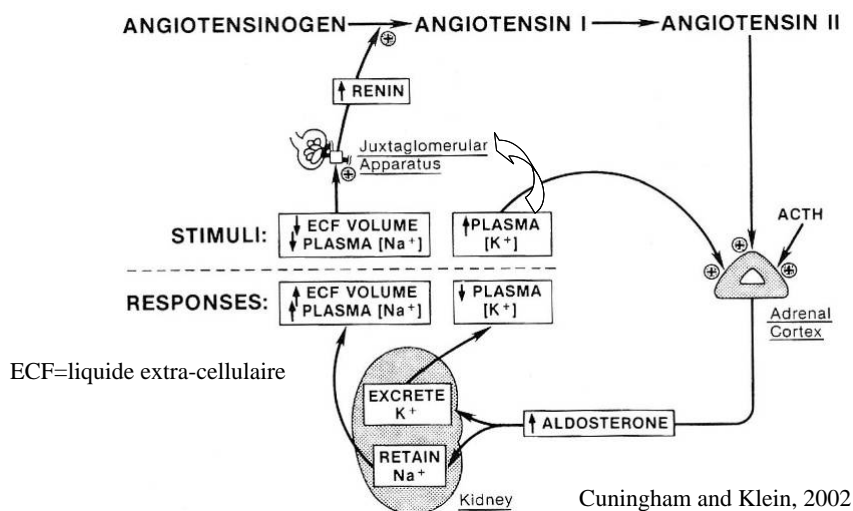 ANGIOTENSINOGEN ANGIOTENSIN I ANGIOTENSIN II
RENIN
Juxtaglomerular
Apparatus
STIMULI:
ECF VOLUME
PLASMA [Na+]
PLASMA
[K+]
ACTH
RESPONSES:
ECF VOLUME
PLASMA [Na+]
PLASMA
[K+]
Adrenal
Cortex
ECF=liquide extra-cellulaire
EXCRETE
K+
ALDOSTERONE
RETAIN
Na+
Kidney
Cuningham and Klein, 2002